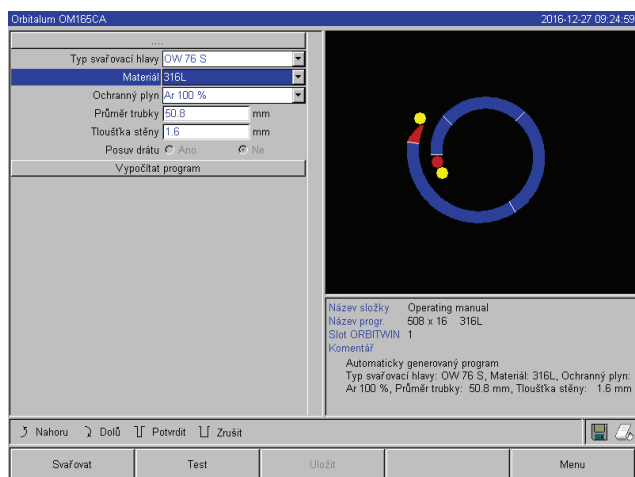 Orbitalum OM165CA 2016-12-27 09:24:59
....
Typ svařovací hlavy OW 76 S
Materiál 316L
Ochranný plyn Ar 100 %
Průměr trubky 50.8 mm
Tloušťka stěny 1.6 mm
Posuv drátu Ano Ne
Vypočítat program
Název složky Operating manual
Název progr. 508 x 16 316L
Slot ORBITWIN 1
Komentář
Automaticky generovaný program
Typ svařovací hlavy: OW 76 S, Materiál: 316L, Ochranný plyn:
Ar 100 %, Průměr trubky: 50.8 mm, Tloušťka stěny: 1.6 mm
Nahoru Dolů Potvrdit Zrušit
Svařovat Test Uložit Menu